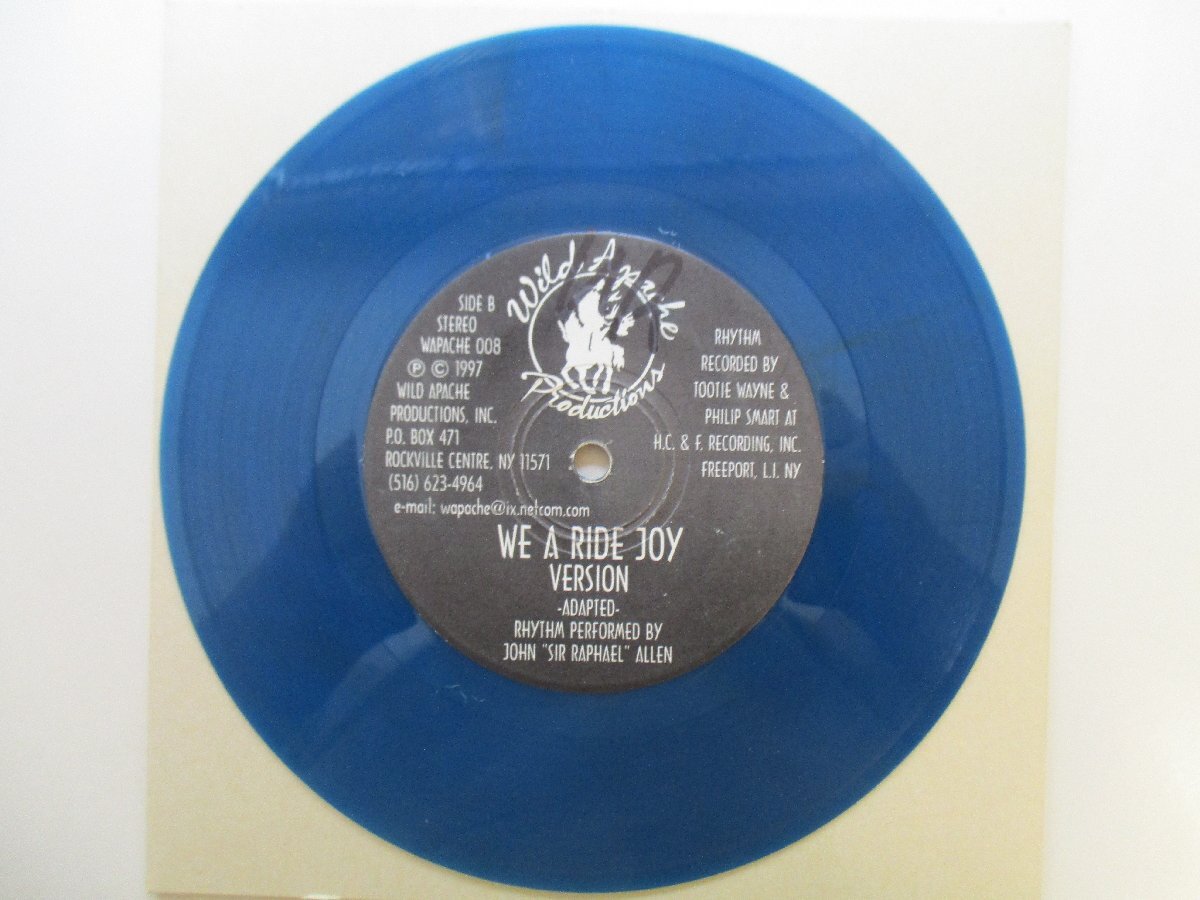 Wild Apache
Productions
SIDE B
STEREO
WAPACHE 008
Ⓟ © 1997
WILD APACHE
PRODUCTIONS, INC.
P.O. BOX 471
ROCKVILLE CENTRE, NY 11571
(516) 623-4964
e-mail: wapache@ix.netcom.com
RHYTHM
RECORDED BY
TOOTIE WAYNE &
PHILIP SMART AT
H.C. & F. RECORDING, INC.
FREEPORT, L.I. NY
WE A RIDE JOY
VERSION
-ADAPTED-
RHYTHM PERFORMED BY
JOHN "SIR RAPHAEL" ALLEN